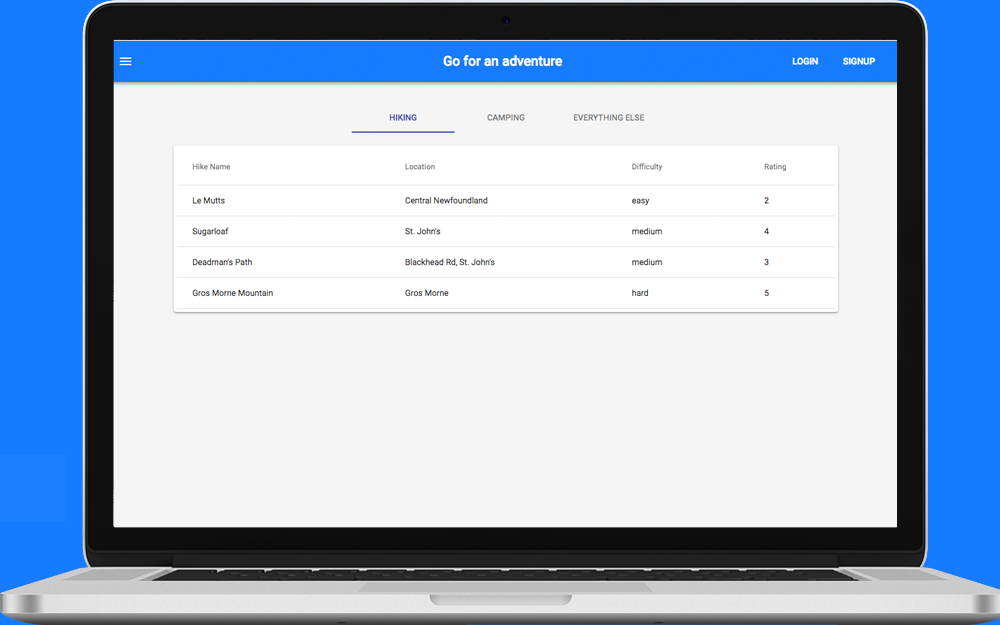 Go for an adventure LOGIN SIGNUP
HIKING CAMPING EVERYTHING ELSE
Hike Name Location Difficulty Rating
Le Mutts Central Newfoundland easy 2
Sugarloaf St. John's medium 4
Deadman's Path Blackhead Rd, St. John's medium 3
Gros Morne Mountain Gros Morne hard 5